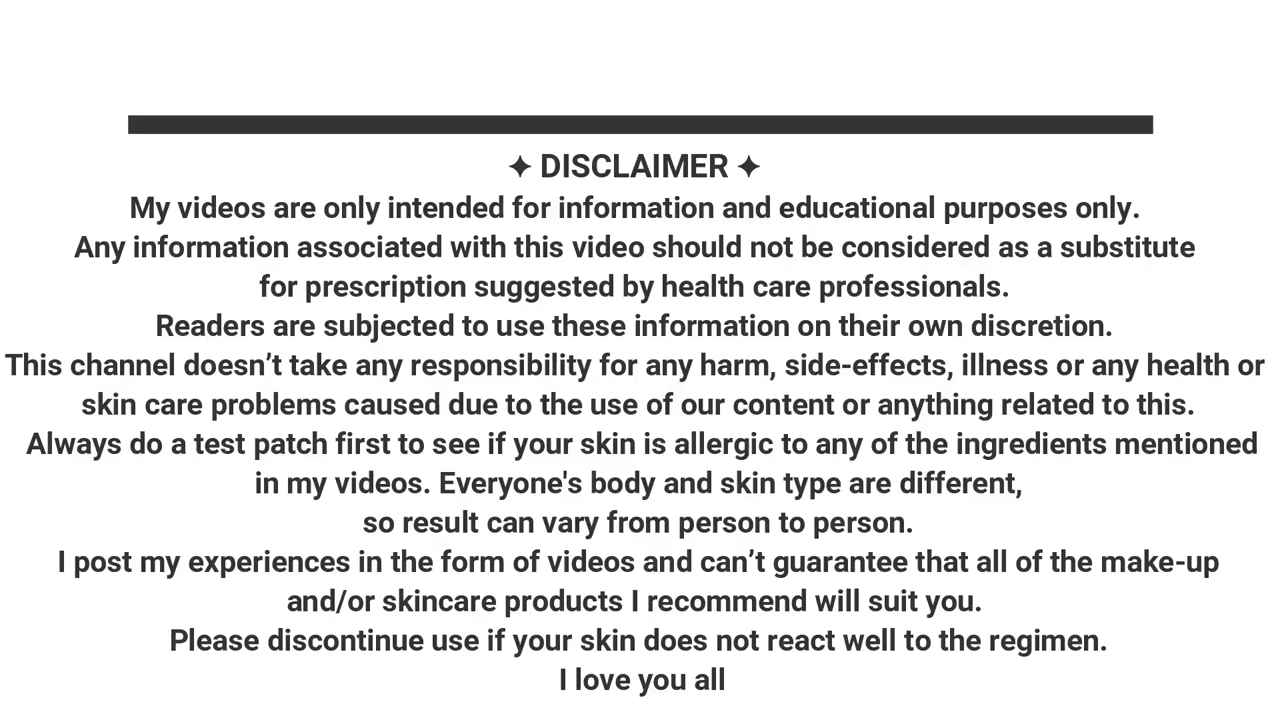 ✦ DISCLAIMER ✦
My videos are only intended for information and educational purposes only.
Any information associated with this video should not be considered as a substitute
for prescription suggested by health care professionals.
Readers are subjected to use these information on their own discretion.
This channel doesn’t take any responsibility for any harm, side-effects, illness or any health or
skin care problems caused due to the use of our content or anything related to this.
Always do a test patch first to see if your skin is allergic to any of the ingredients mentioned
in my videos. Everyone's body and skin type are different,
so result can vary from person to person.
I post my experiences in the form of videos and can’t guarantee that all of the make-up
and/or skincare products I recommend will suit you.
Please discontinue use if your skin does not react well to the regimen.
I love you all